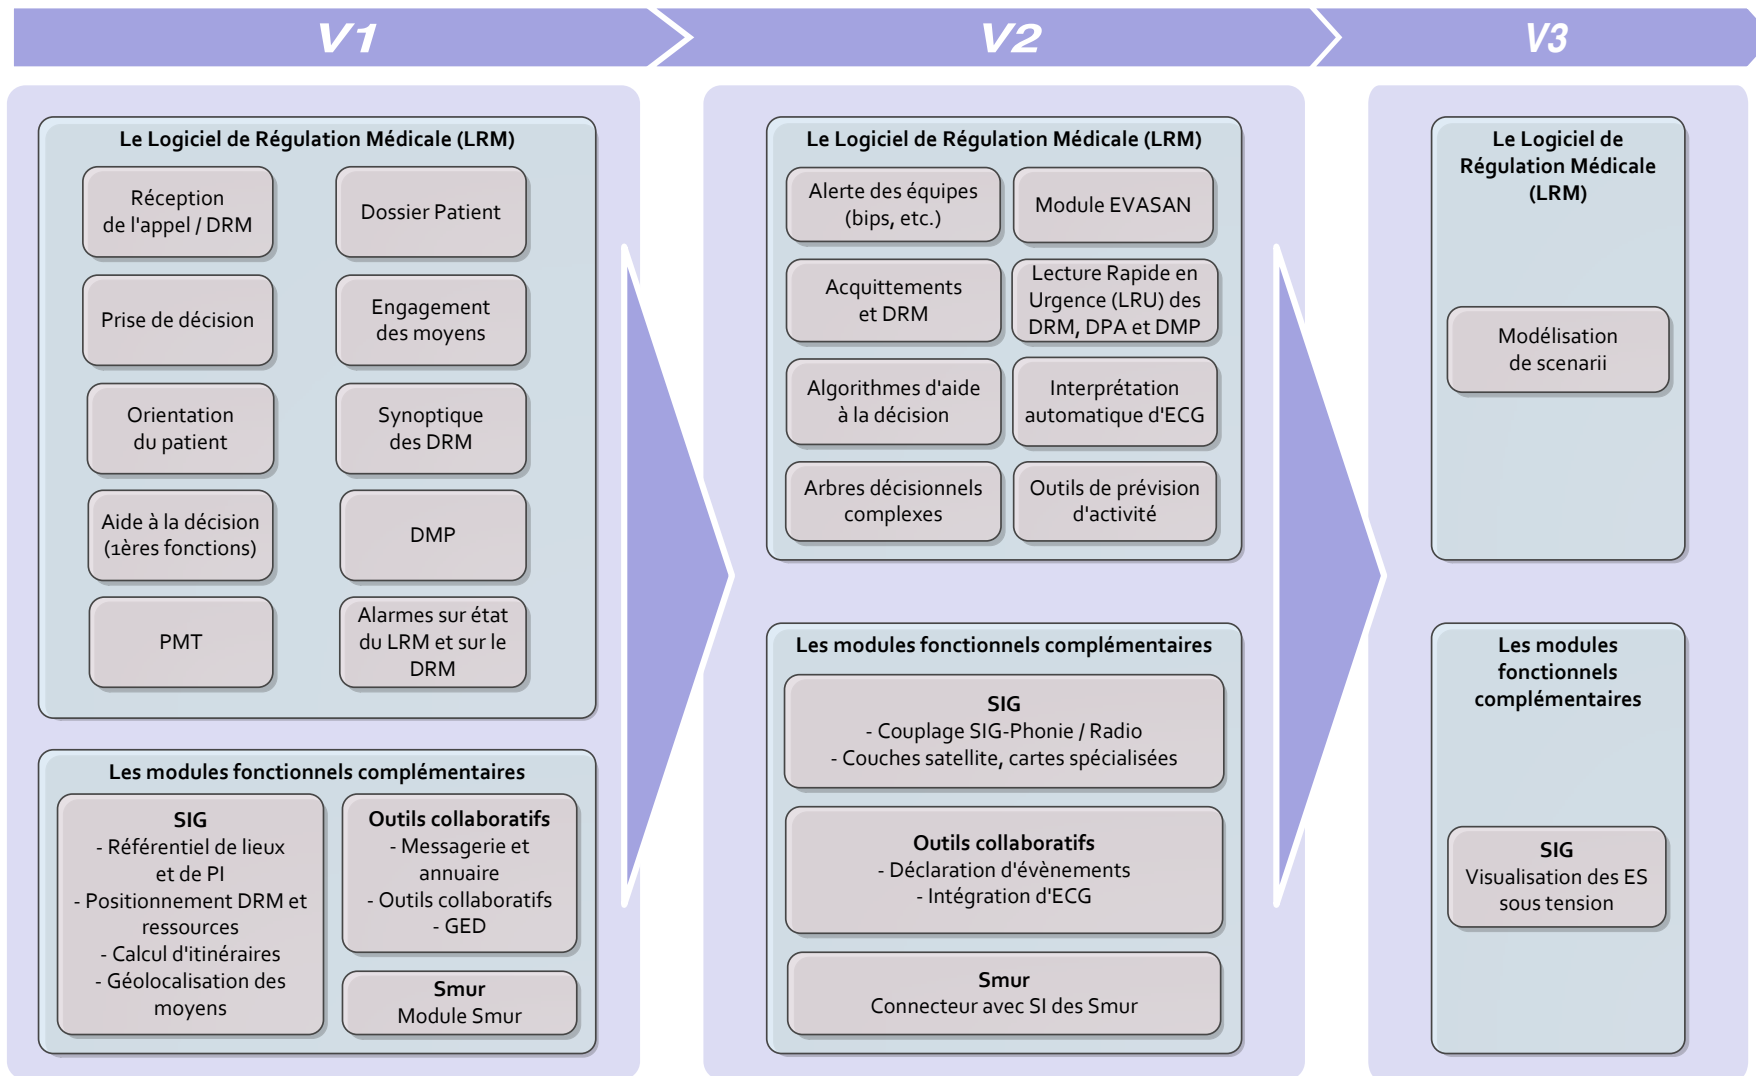 V1
V2
V3
Le Logiciel de Régulation Médicale (LRM)
Réception
de l'appel / DRM
Dossier Patient
Prise de décision
Engagement
des moyens
Orientation
du patient
Synoptique
des DRM
Aide à la décision
(1ères fonctions)
DMP
PMT
Alarmes sur état
du LRM et sur le
DRM
Les modules fonctionnels complémentaires
SIG
- Référentiel de lieux
et de PI
- Positionnement DRM et
ressources
- Calcul d'itinéraires
- Géolocalisation des
moyens
Outils collaboratifs
- Messagerie et
annuaire
- Outils collaboratifs
- GED
Smur
Module Smur
Le Logiciel de Régulation Médicale (LRM)
Alerte des équipes
(bips, etc.)
Module EVASAN
Acquittements
et DRM
Lecture Rapide en
Urgence (LRU) des
DRM, DPA et DMP
Algorithmes d'aide
à la décision
Interprétation
automatique d'ECG
Arbres décisionnels
complexes
Outils de prévision
d'activité
Les modules fonctionnels complémentaires
SIG
- Couplage SIG-Phonie / Radio
- Couches satellite, cartes spécialisées
Outils collaboratifs
- Déclaration d'évènements
- Intégration d'ECG
Smur
Connecteur avec SI des Smur
Le Logiciel de
Régulation Médicale
(LRM)
Modélisation
de scenarii
Les modules
fonctionnels
complémentaires
SIG
Visualisation des ES
sous tension